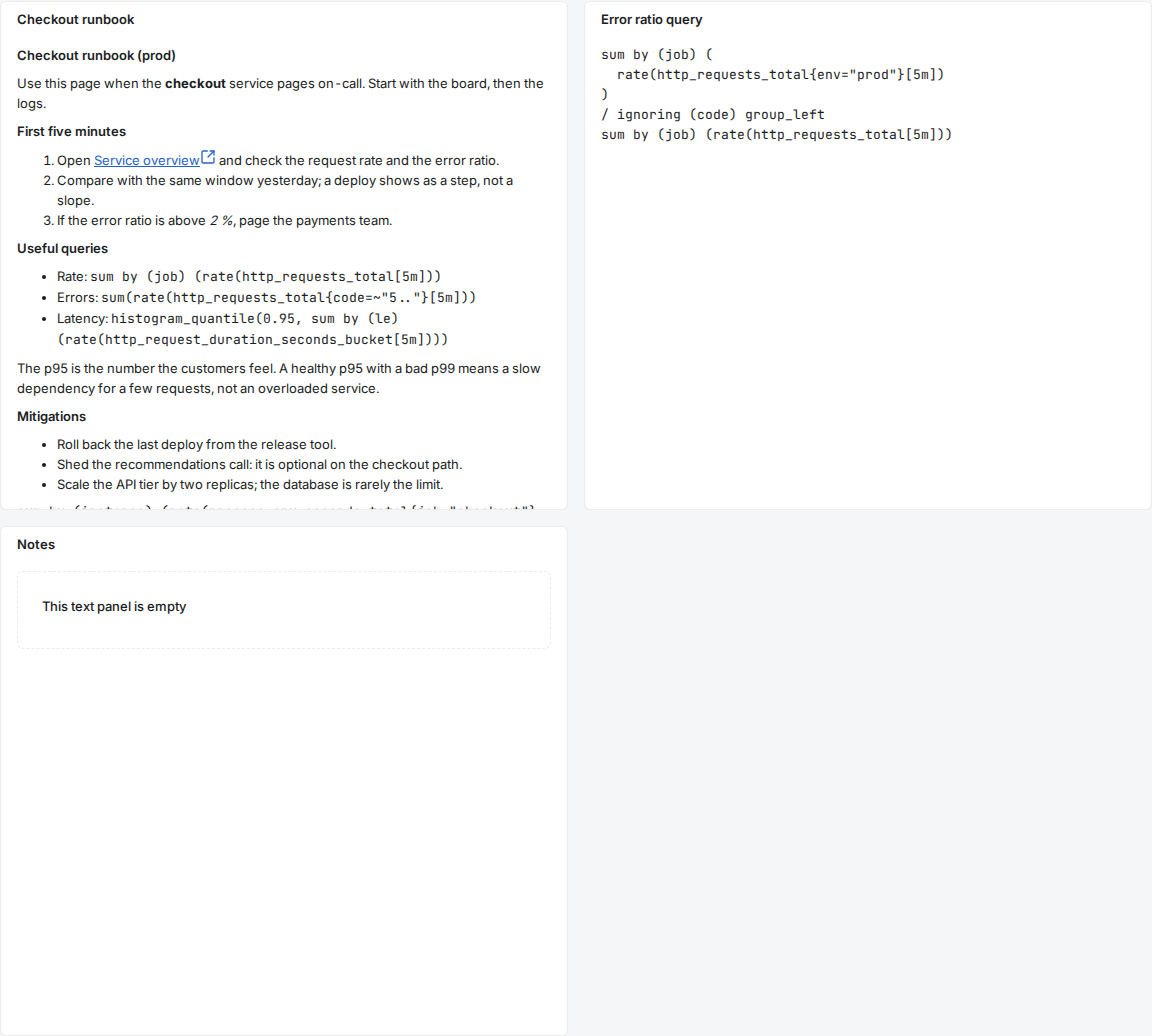 Checkout runbook
Checkout runbook (prod)
Use this page when the checkout service pages on-call. Start with the board, then the
logs.
First five minutes
1. Open Service overview and check the request rate and the error ratio.
2. Compare with the same window yesterday; a deploy shows as a step, not a
slope.
3. If the error ratio is above 2 %, page the payments team.
Useful queries
• Rate: sum by (job) (rate(http_requests_total[5m]))
• Errors: sum(rate(http_requests_total{code=~"5.."}[5m]))
• Latency: histogram_quantile(0.95, sum by (le)
(rate(http_request_duration_seconds_bucket[5m])))
The p95 is the number the customers feel. A healthy p95 with a bad p99 means a slow
dependency for a few requests, not an overloaded service.
Mitigations
• Roll back the last deploy from the release tool.
• Shed the recommendations call: it is optional on the checkout path.
• Scale the API tier by two replicas; the database is rarely the limit.
Error ratio query
sum by (job) (
  rate(http_requests_total{env="prod"}[5m])
)
/ ignoring (code) group_left
sum by (job) (rate(http_requests_total[5m]))
Notes
This text panel is empty